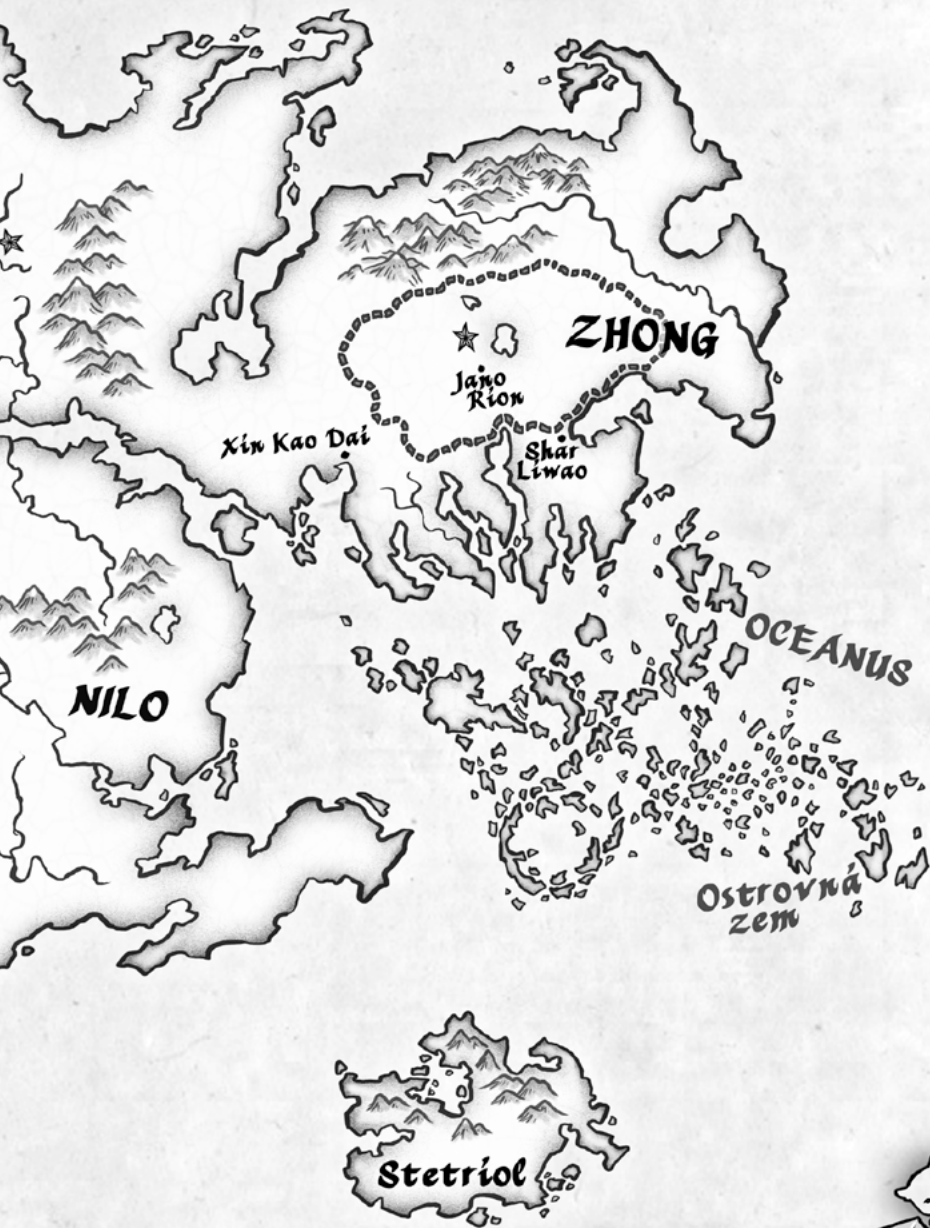 ZHONG
Jano
Rion
Xin Kao Dai
Shar
Liwao
OCEANUS
NILO
Ostrovná
zem
Stetriol